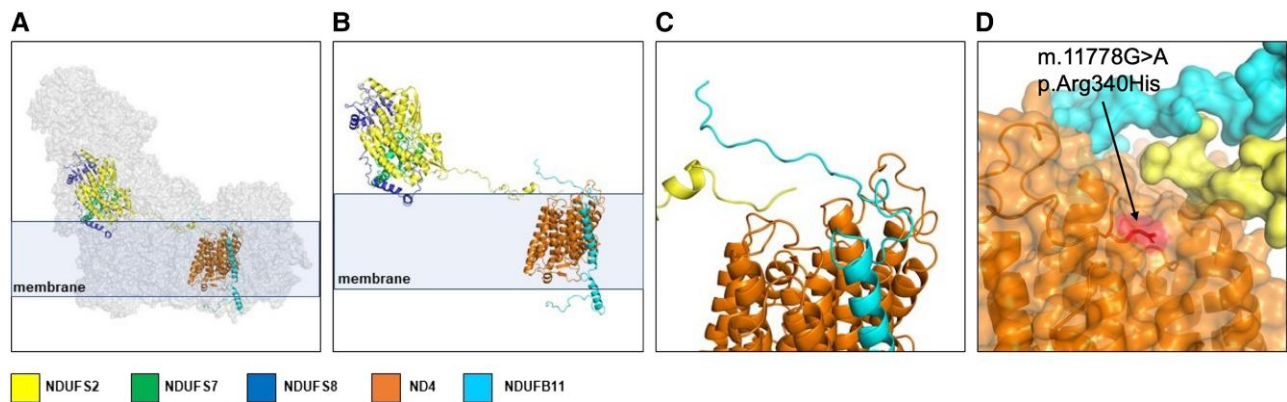 A
B
C
D
m.11778G>A
p.Arg340His
membrane
membrane
NDUFS2
NDUFS7
NDUFS8
ND4
NDUFB11